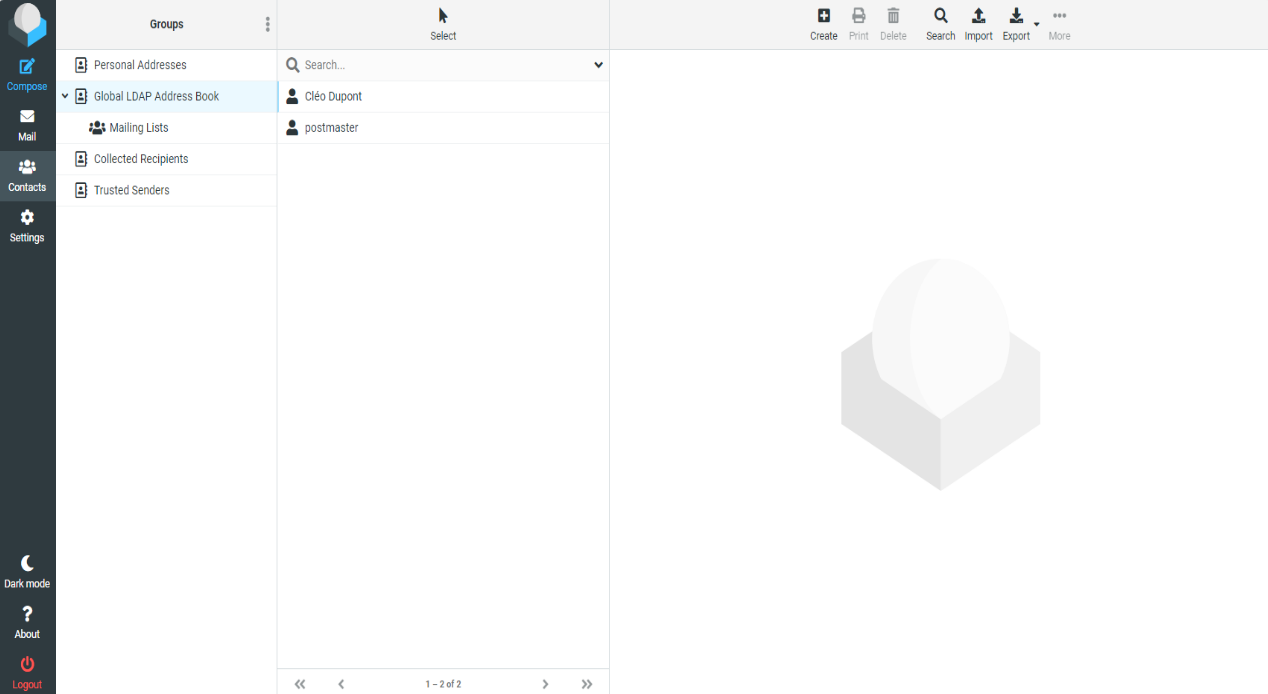 Groups
Select
Create
Print
Delete
Search
Import
Export
More
Compose
Mail
Contacts
Settings
Dark mode
About
Logout
Personal Addresses
Global LDAP Address Book
Mailing Lists
Collected Recipients
Trusted Senders
Search...
Cléo Dupont
postmaster
1 – 2 of 2